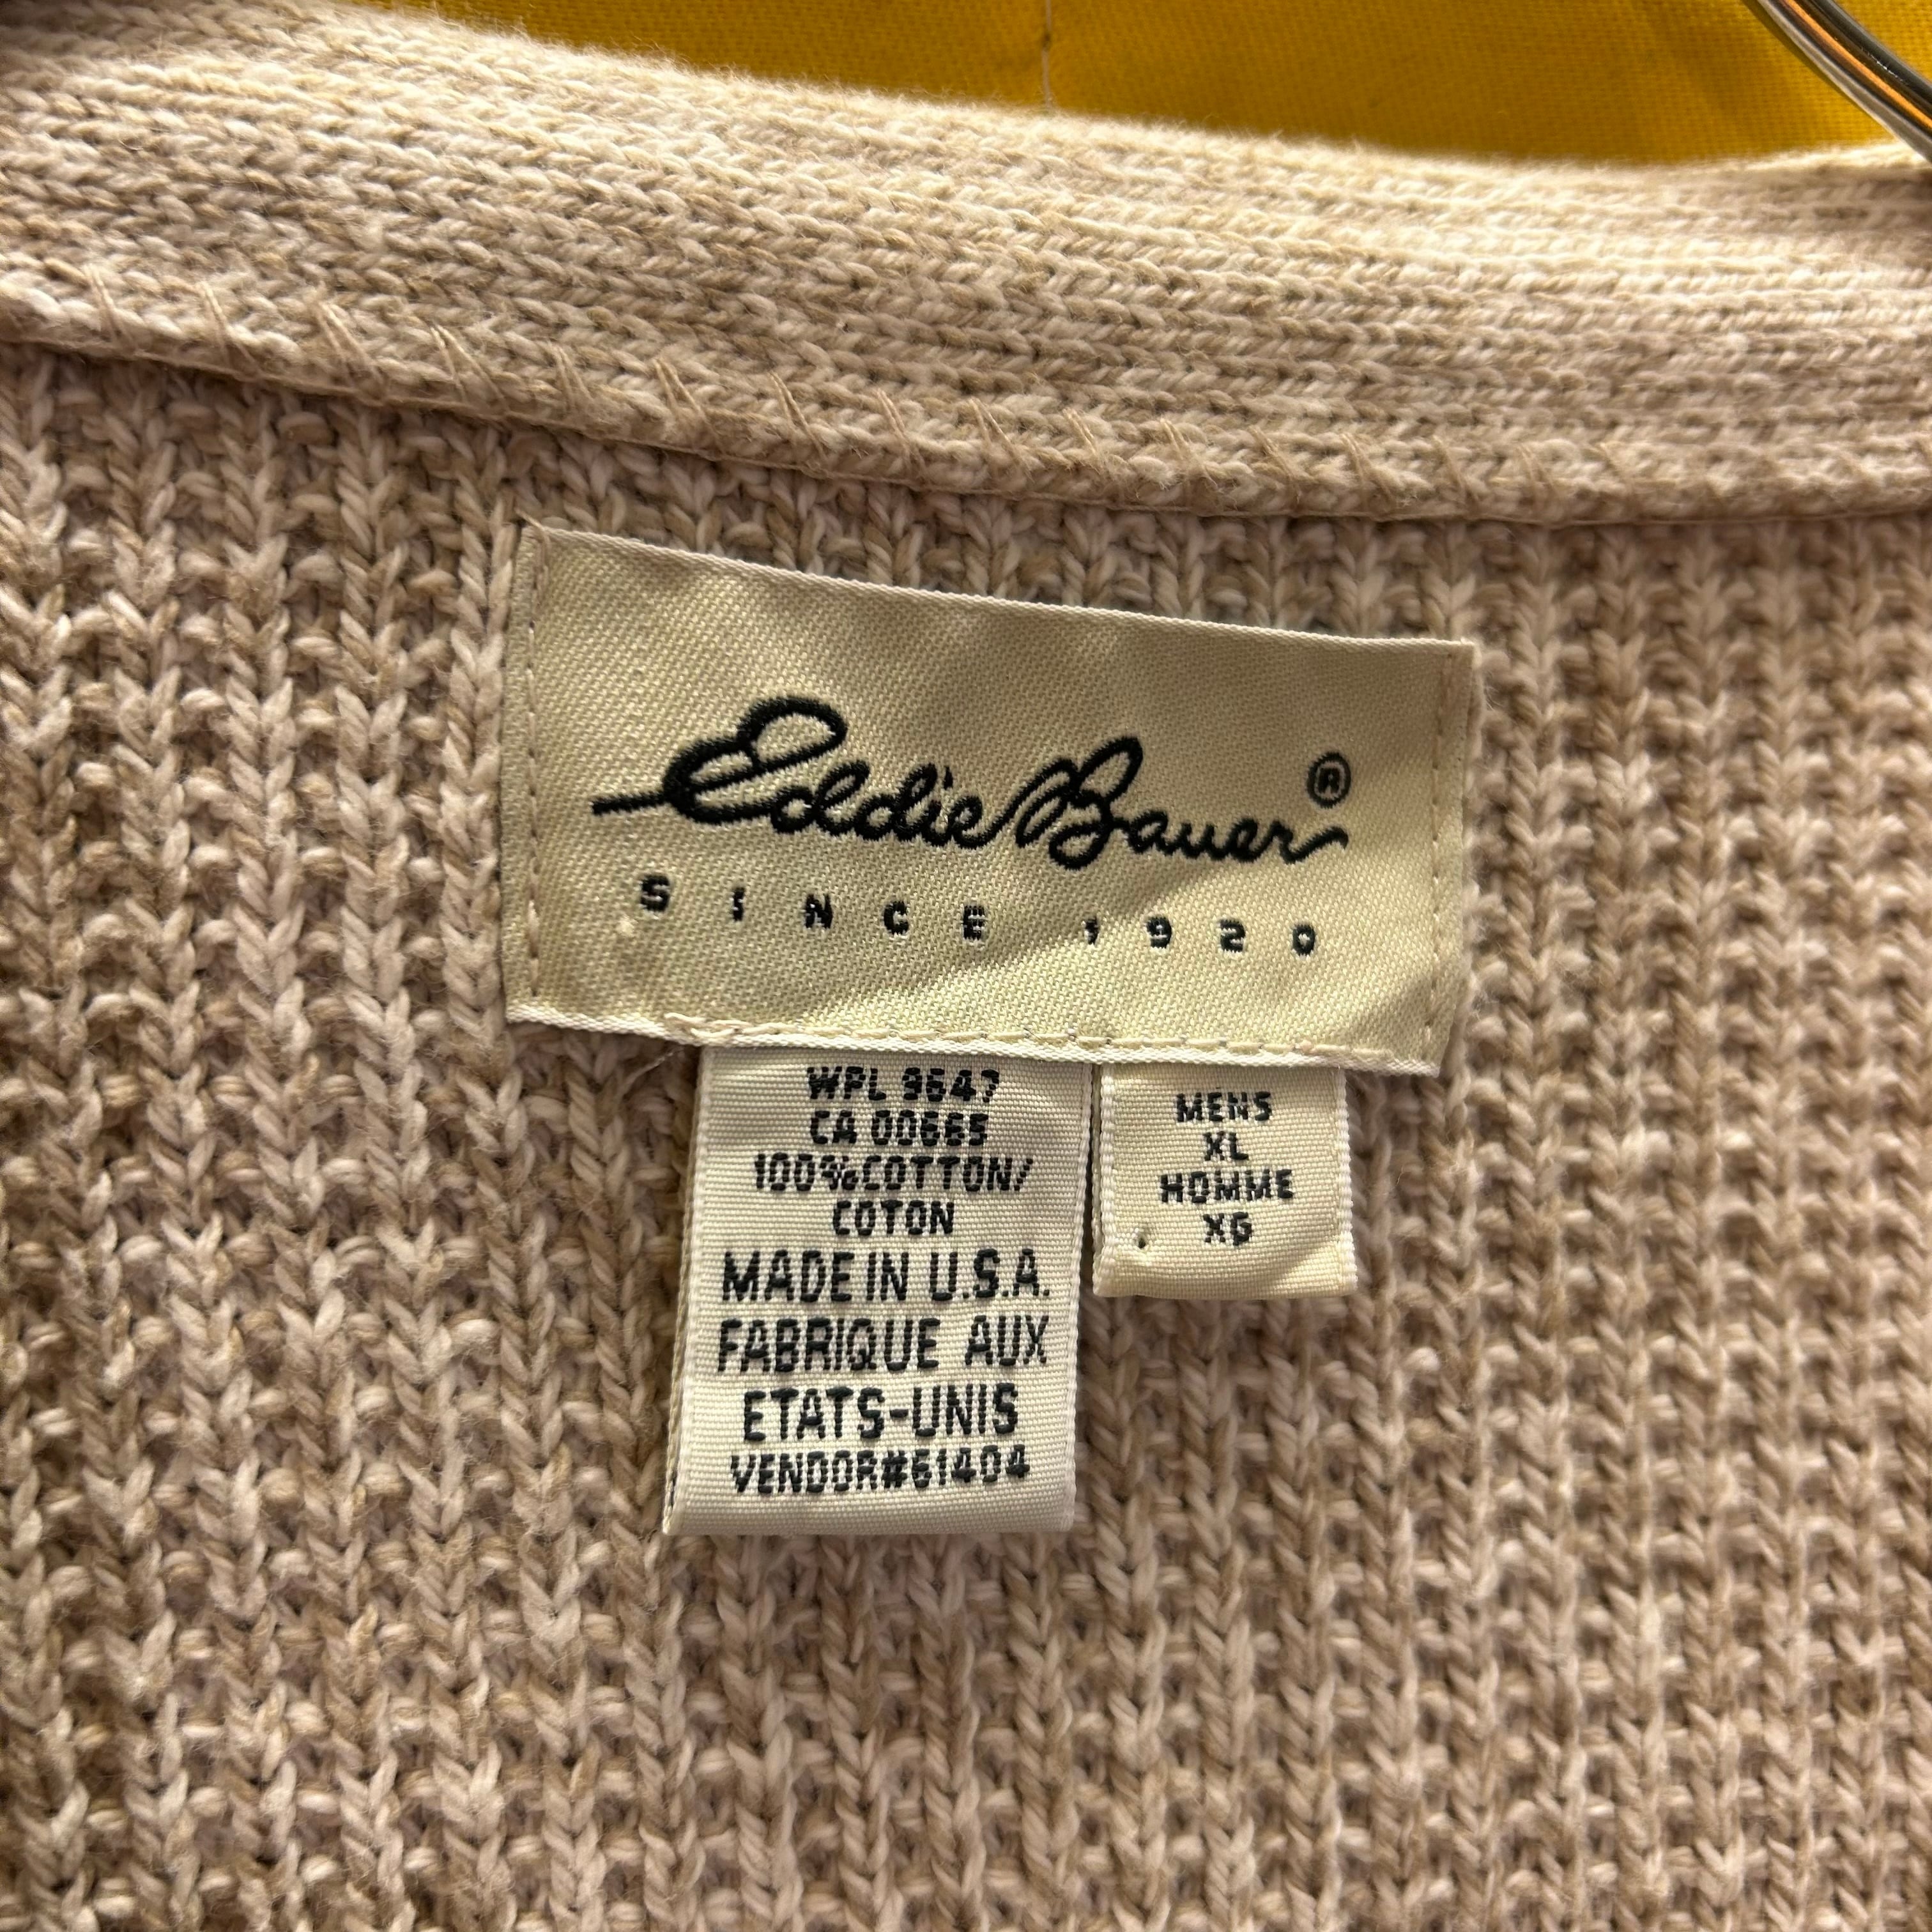 Eddie Bauer®
SINCE 1920
WPL 9647
CA 00665
100%COTTON/
COTON
MADE IN U.S.A.
FABRIQUE AUX
ETATS-UNIS
VENDOR#61404
MENS
XL
HOMME
XG